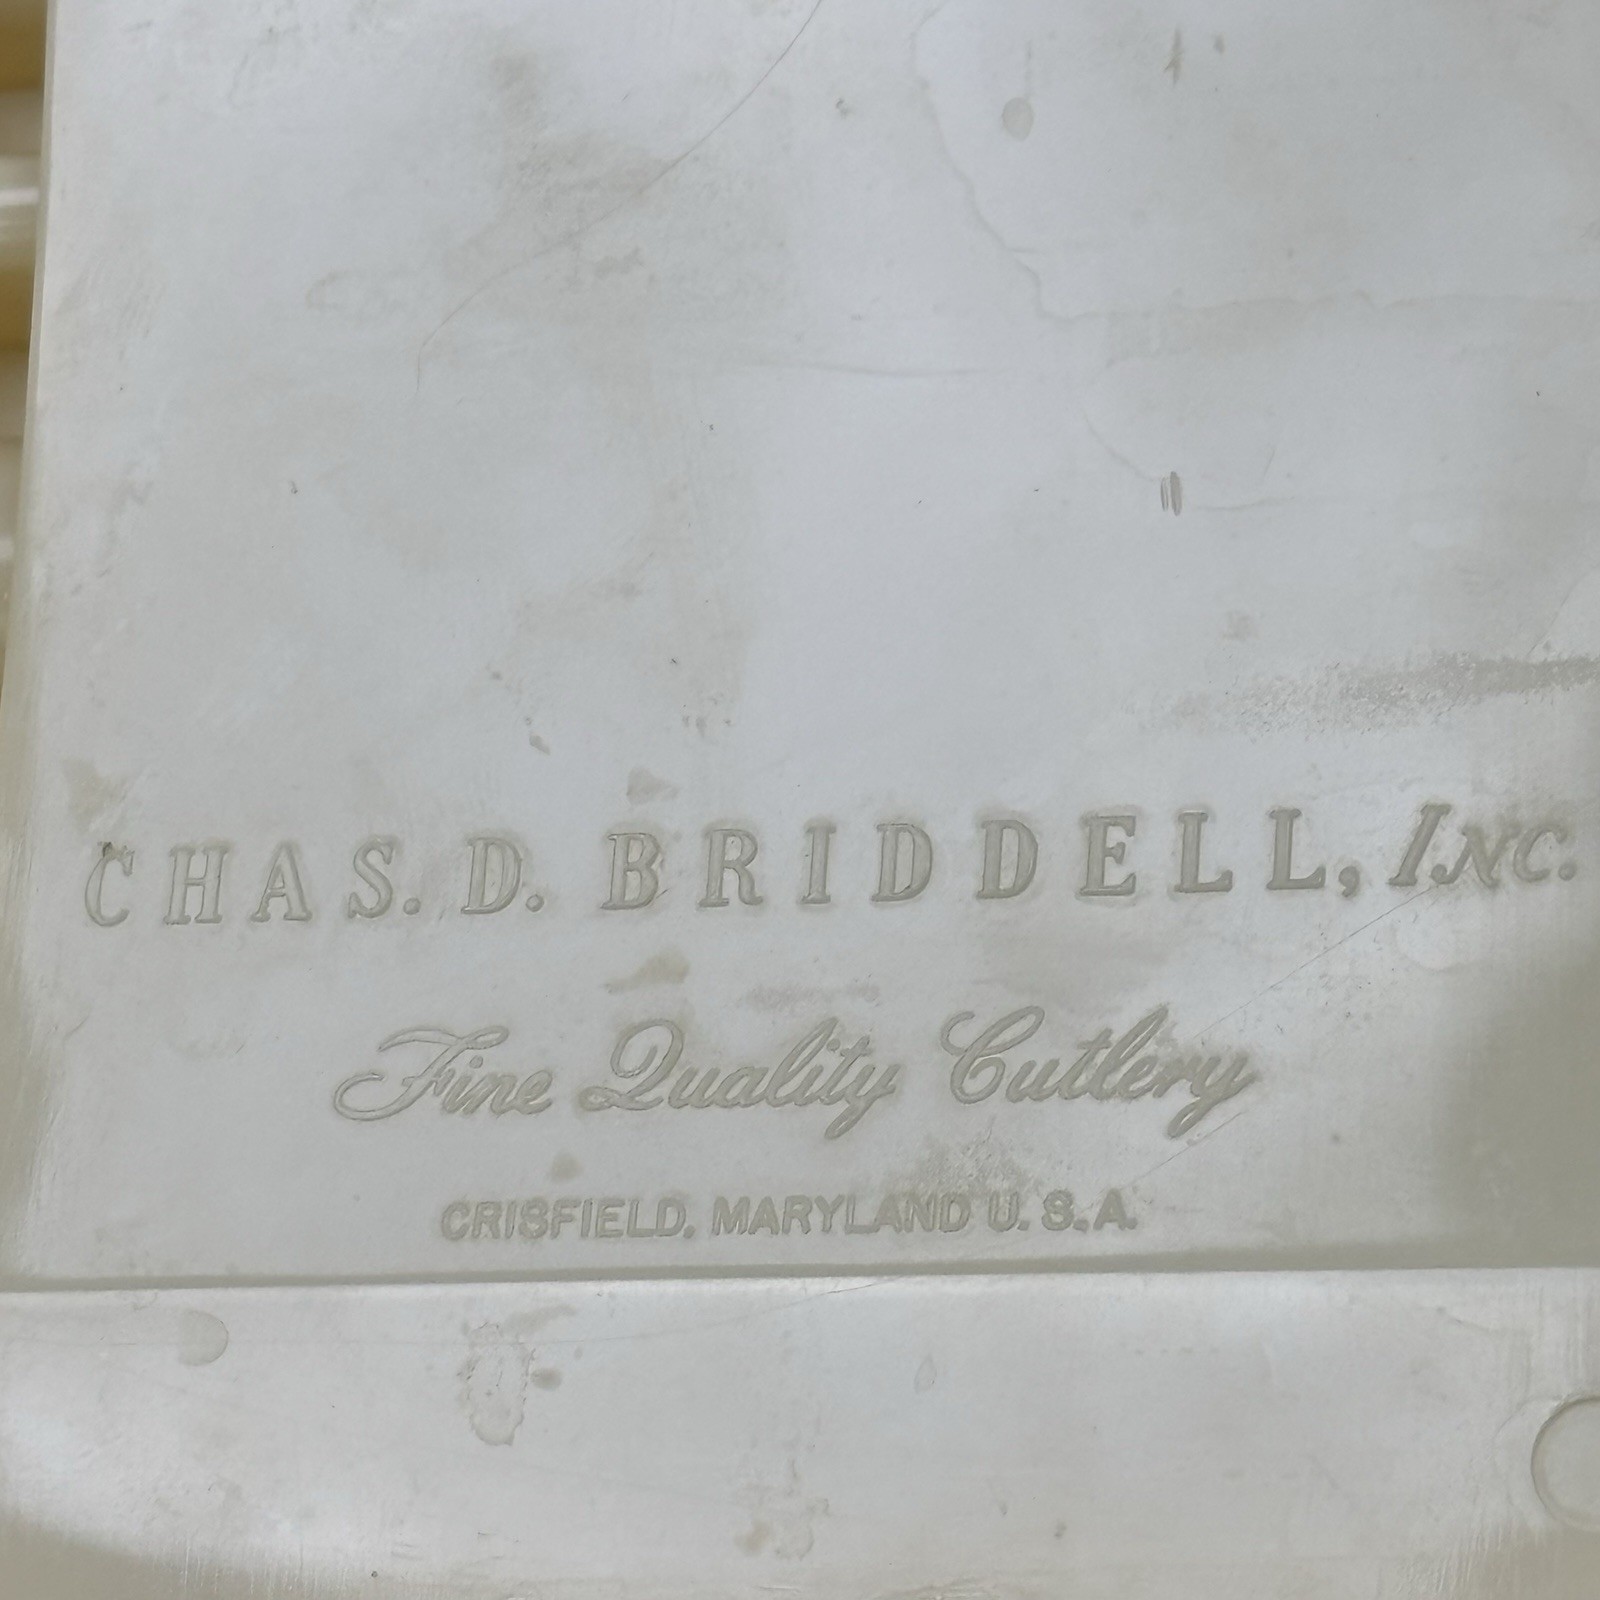 CHAS. D. BRIDDELL, INC.
Fine Quality Cutlery
CRISFIELD, MARYLAND U. S. A.